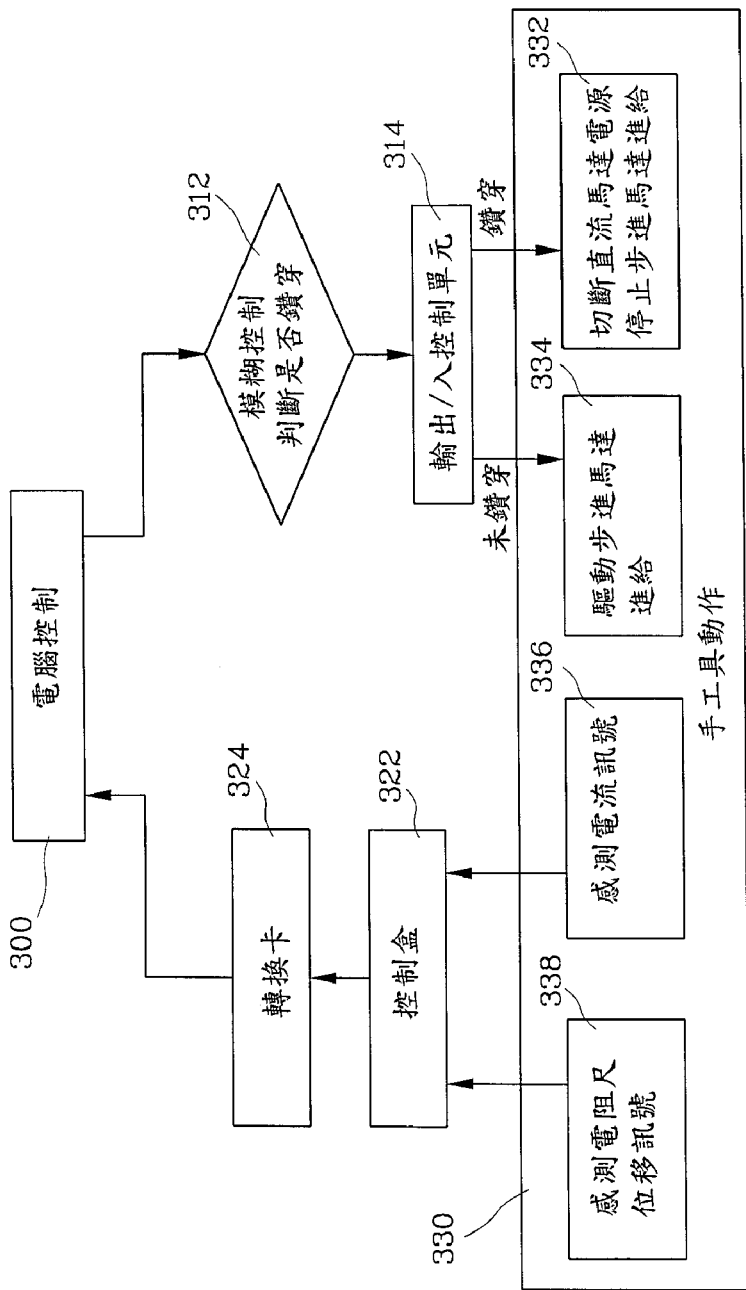 300
電腦控制
312
模糊控制
判斷是否鑽穿
314
輸出/入控制單元
鑽穿
未鑽穿
324
轉換卡
322
控制盒
330
338
感測電阻尺
位移訊號
336
感測電流訊號
334
驅動步進馬達
進給
332
切斷直流馬達電源
停止步進馬達進給
手工具動作